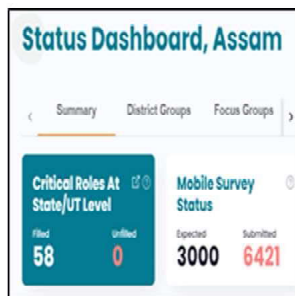 Status Dashboard, Assam
Summary District Groups Focus Groups
Critical Roles At
State/UT Level
Filled Unfilled
58 0
Mobile Survey
Status
Expected Submitted
3000 6421